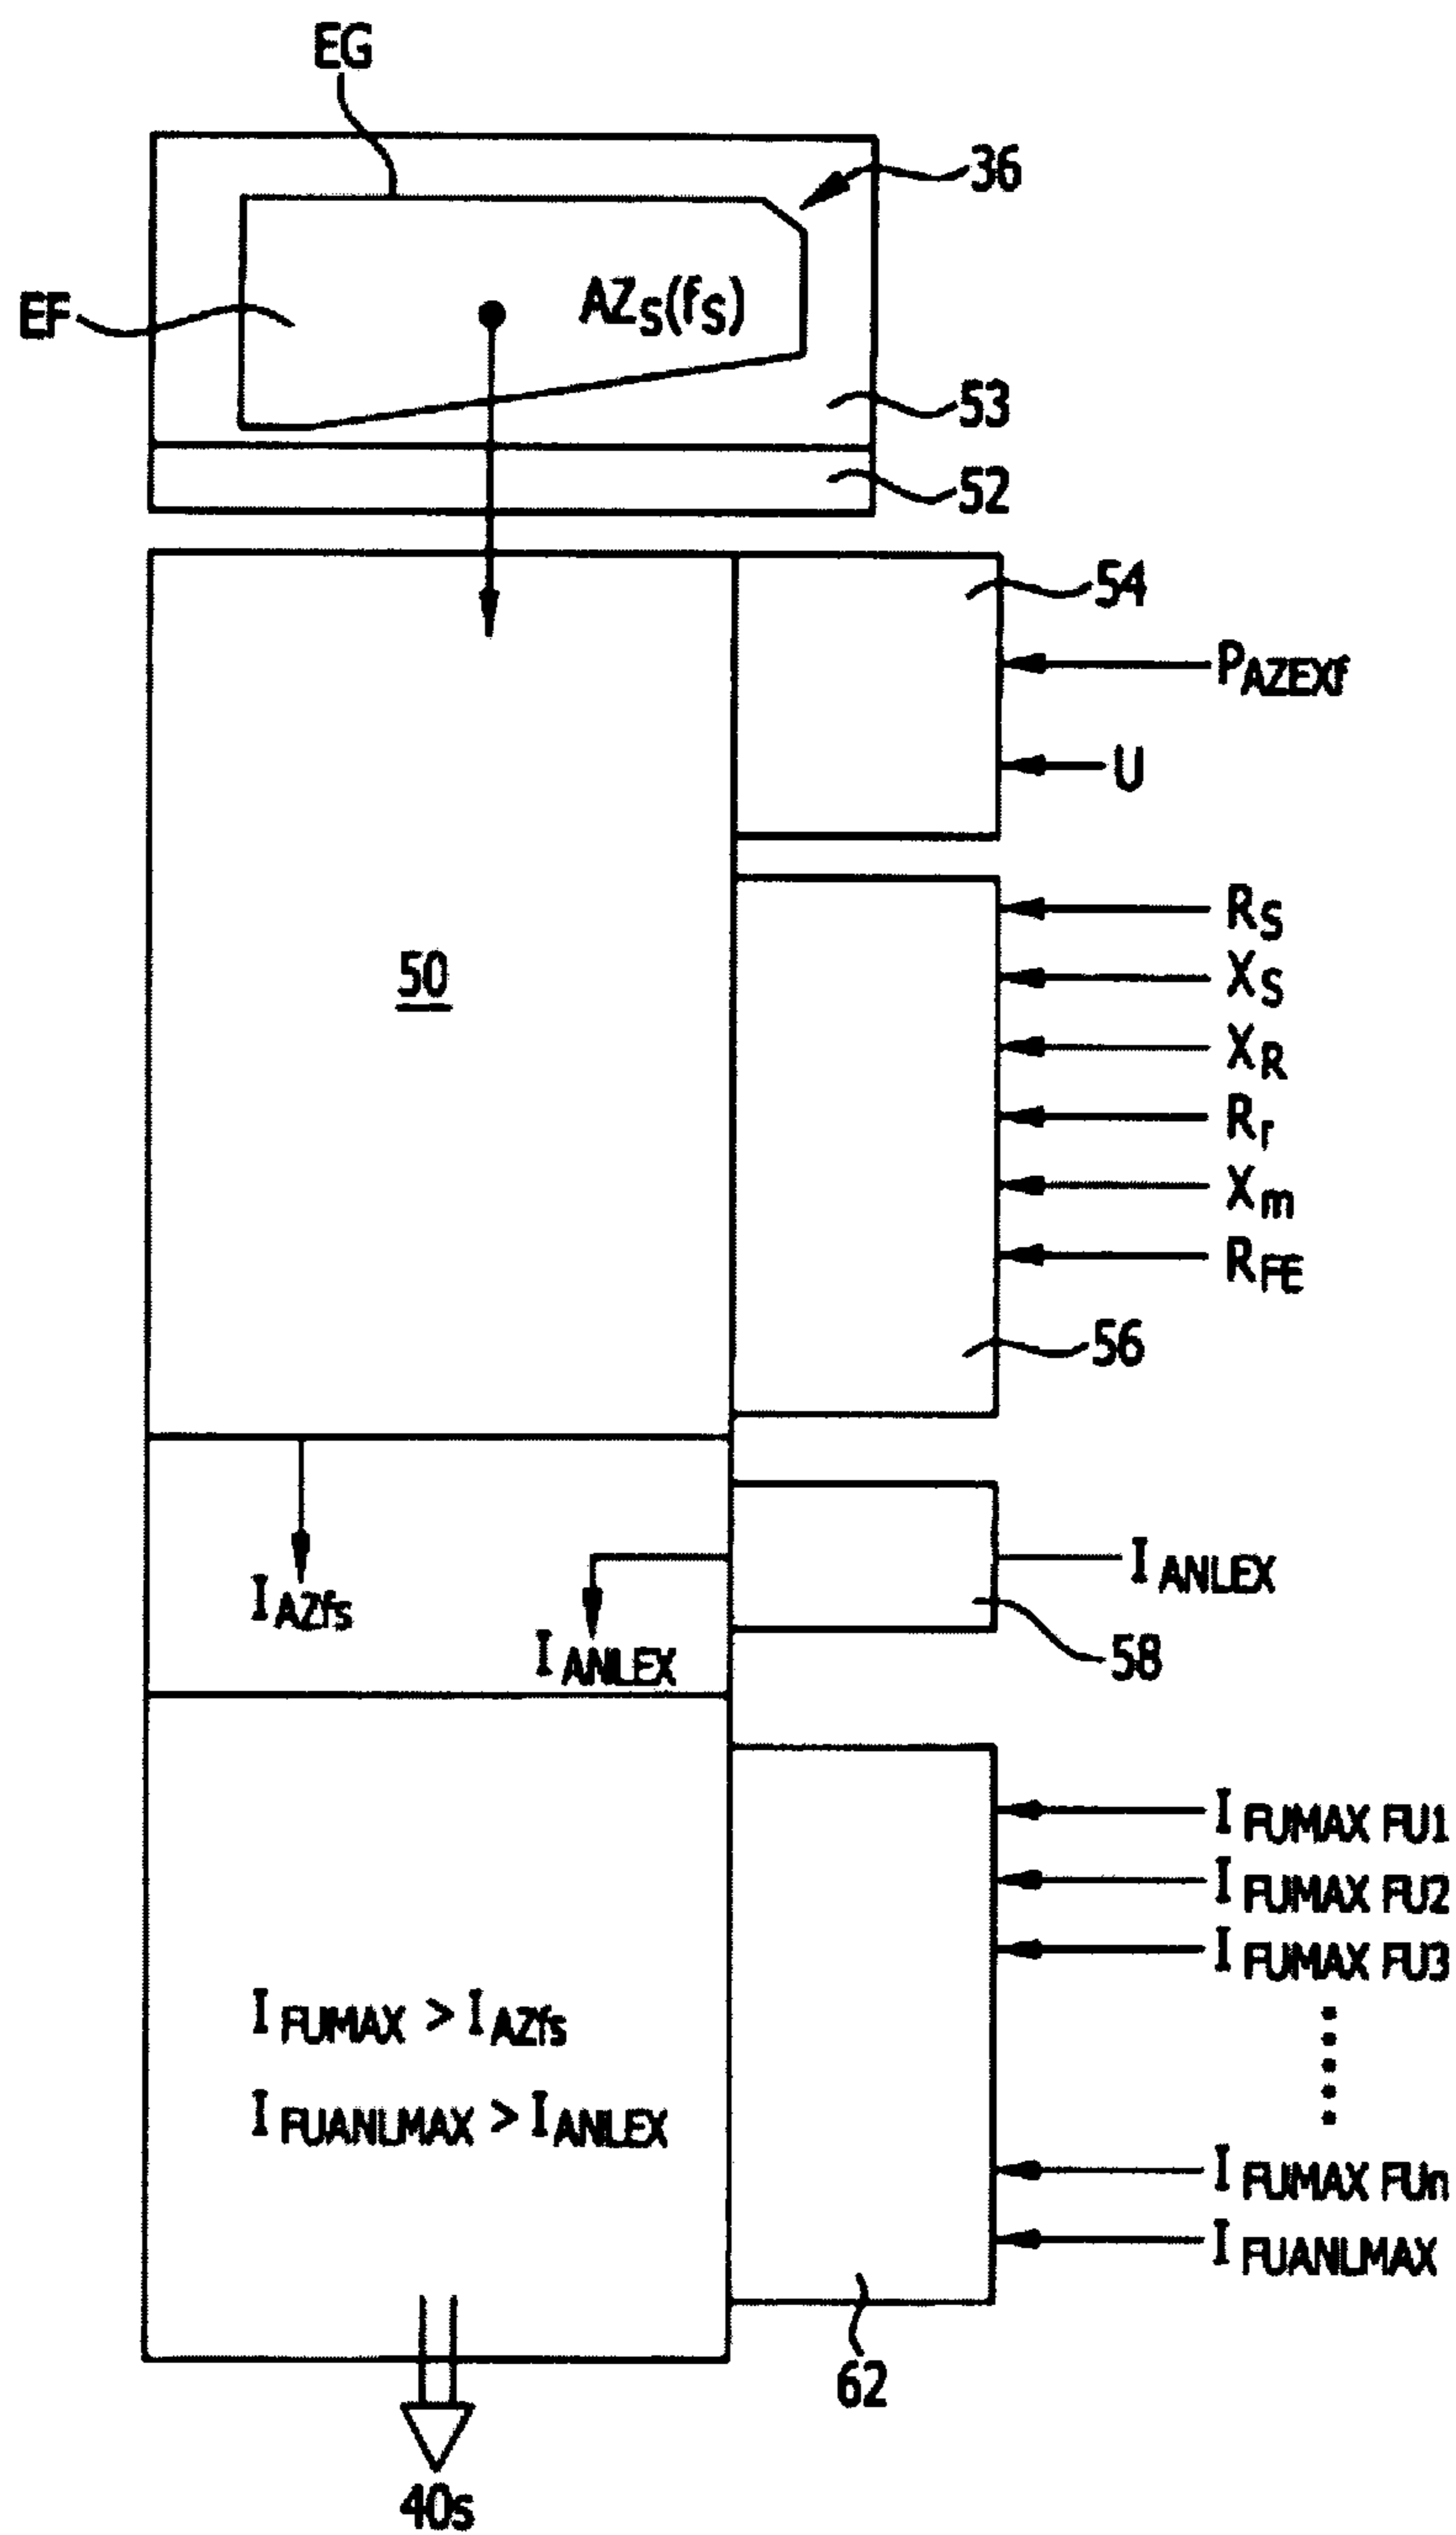 EG
36
EF
AZS(fS)
53
52
54
PAZEXf
U
50
RS
XS
XR
Rr
Xm
RFE
56
IAZfs
IANLEX
IANLEX
58
IFUMAX FU1
IFUMAX FU2
IFUMAX FU3
IFUMAX > IAZfs
IFUANLMAX > IANLEX
IFUMAX FUn
IFUANLMAX
62
40s